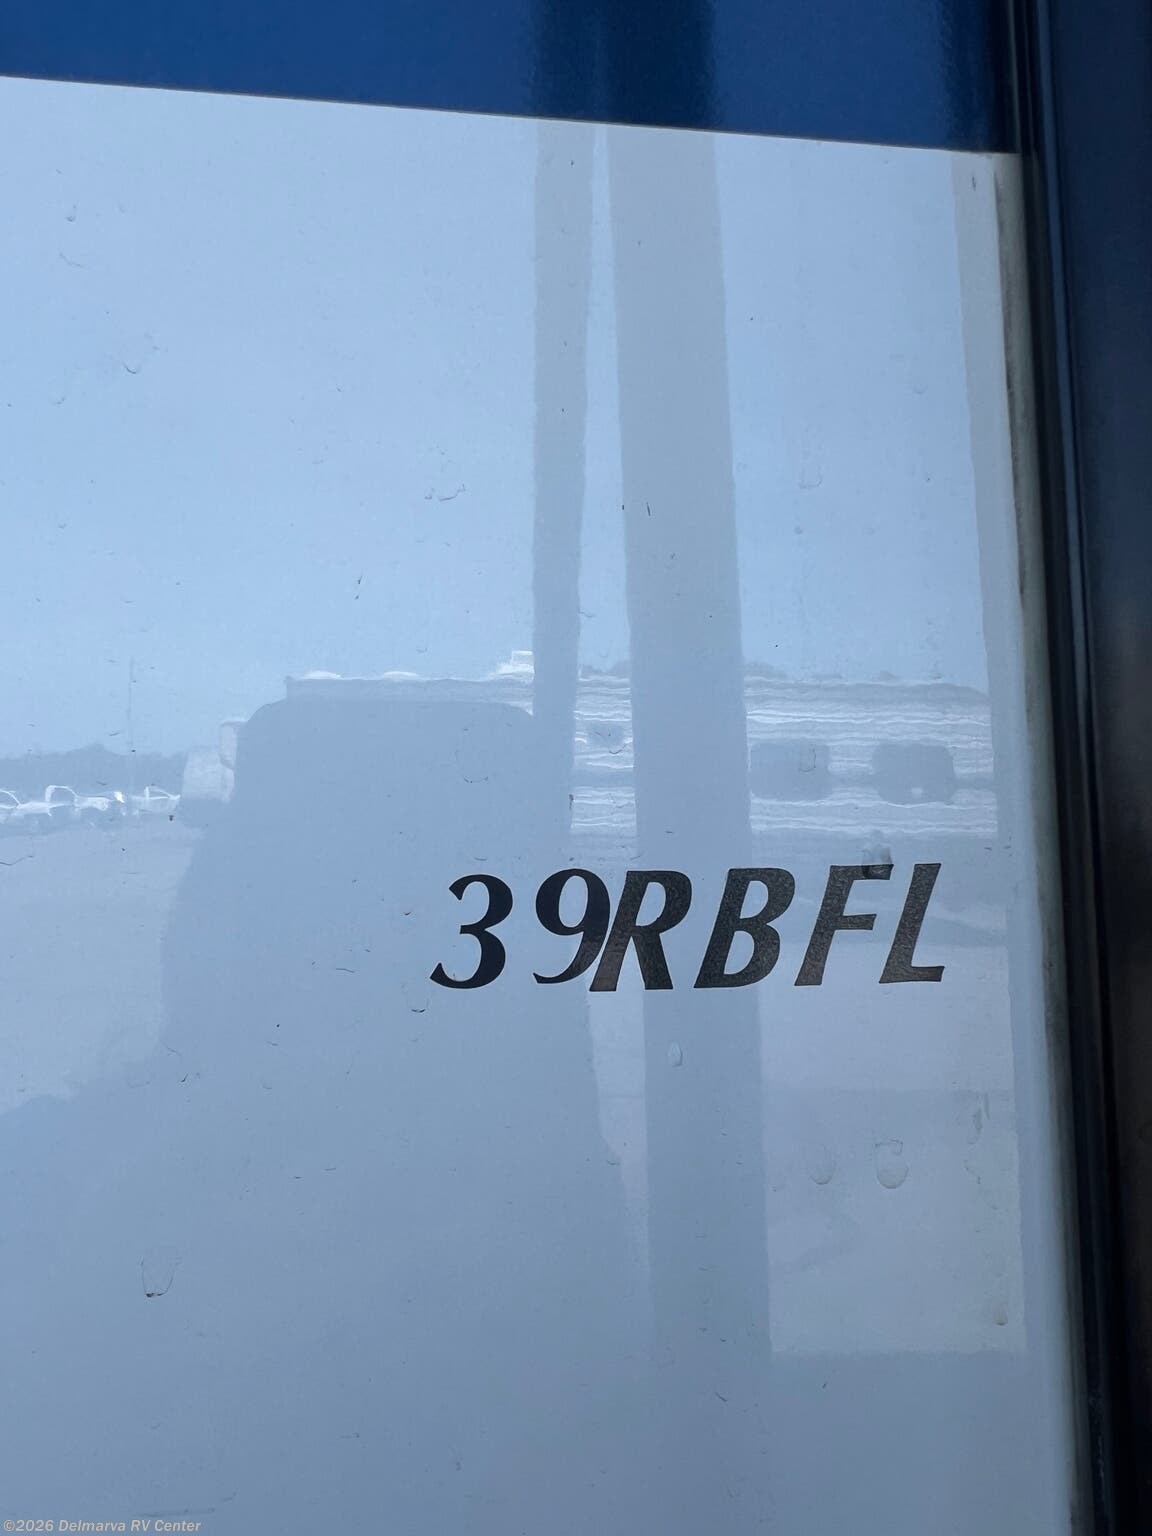 39RBFL
©2026 Delmarva RV Center